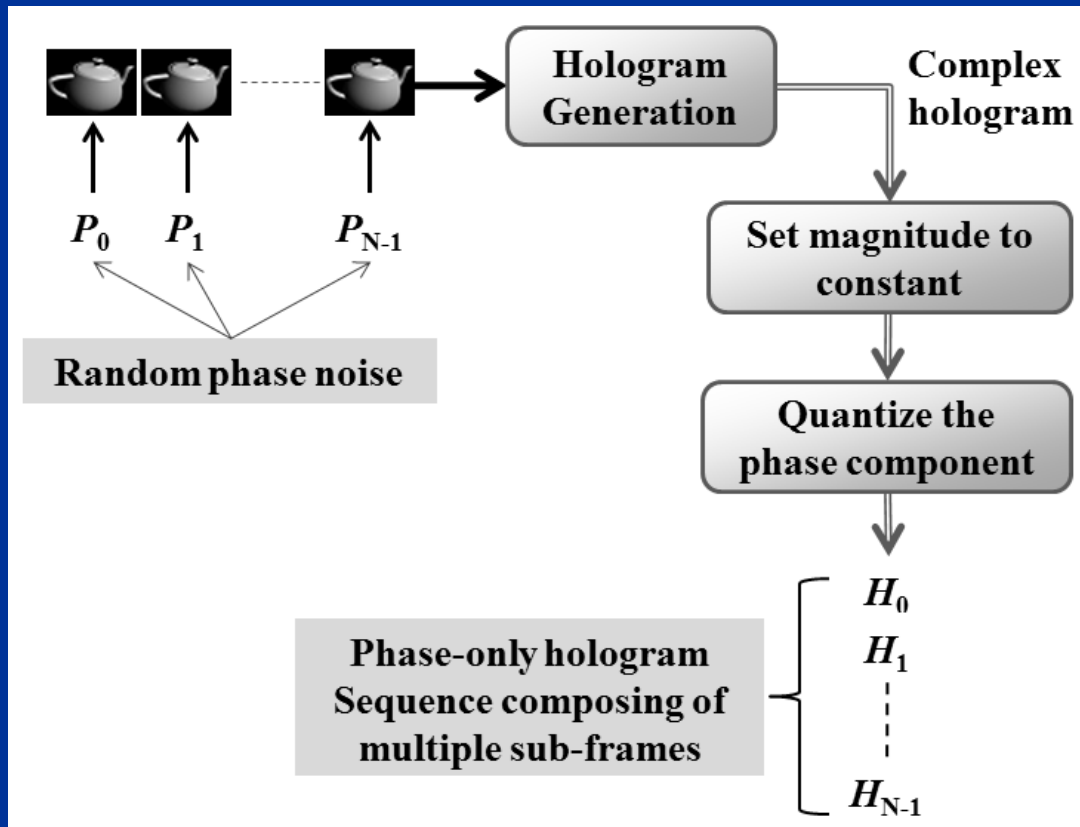 Hologram
Generation
Complex
hologram
P0 P1 PN-1
Set magnitude to
constant
Random phase noise
Quantize the
phase component
H0
H1
Phase-only hologram
Sequence composing of
multiple sub-frames
HN-1